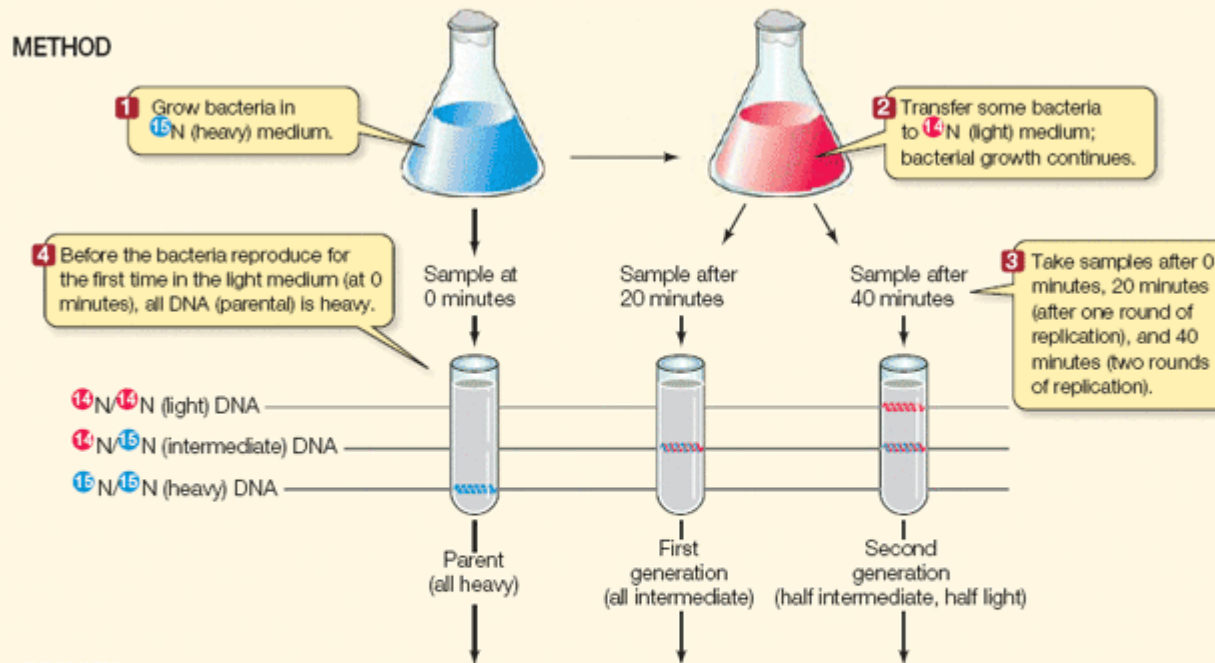 METHOD
1 Grow bacteria in
15N (heavy) medium.
2 Transfer some bacteria
to 14N (light) medium;
bacterial growth continues.
4 Before the bacteria reproduce for
the first time in the light medium (at 0
minutes), all DNA (parental) is heavy.
Sample at
0 minutes
Sample after
20 minutes
Sample after
40 minutes
3 Take samples after 0
minutes, 20 minutes
(after one round of
replication), and 40
minutes (two rounds
of replication).
14N/14N (light) DNA
14N/15N (intermediate) DNA
15N/15N (heavy) DNA
Parent
(all heavy)
First
generation
(all intermediate)
Second
generation
(half intermediate, half light)